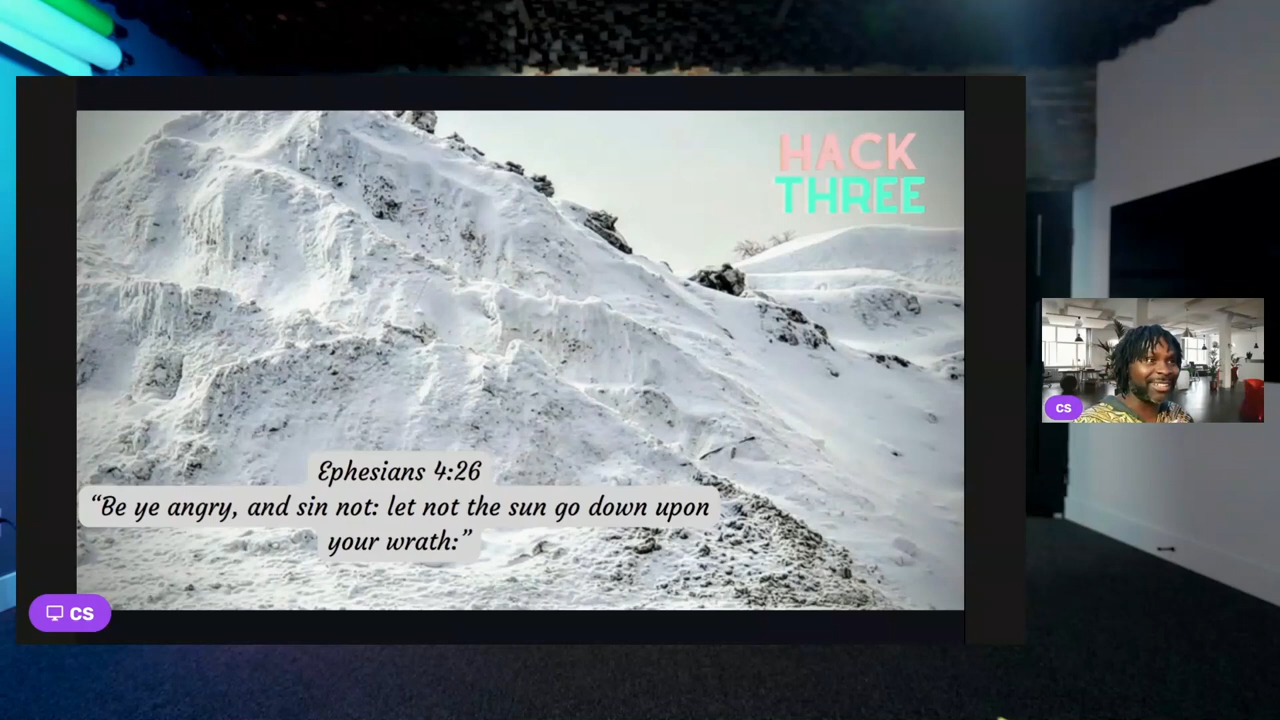 HACK
THREE
Ephesians 4:26
“Be ye angry, and sin not: let not the sun go down upon
your wrath:”
CS
CS